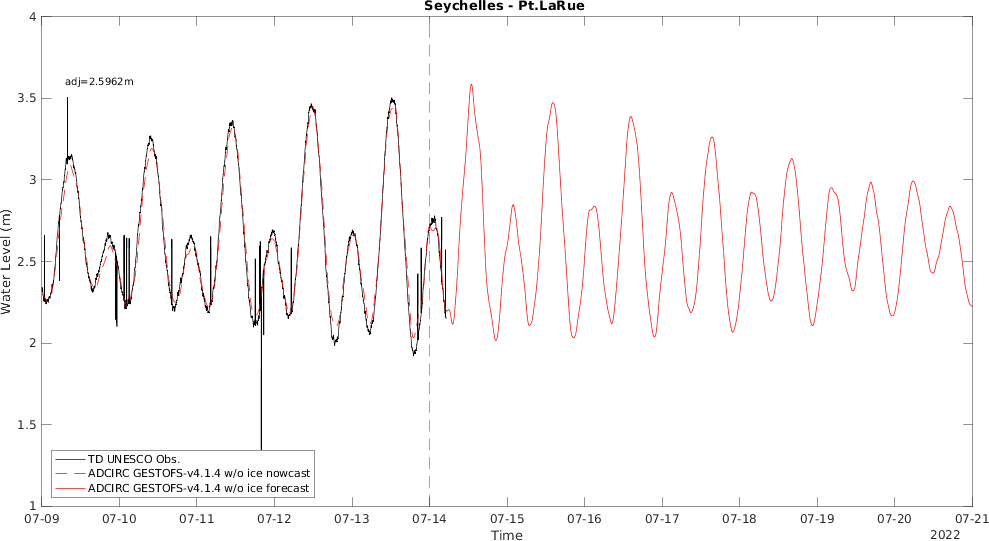 Seychelles - Pt.LaRue
4
3.5
3
2.5
2
1.5
1
Water Level (m)
adj=2.5962m
TD UNESCO Obs.
ADCIRC GESTOFS-v4.1.4 w/o ice nowcast
ADCIRC GESTOFS-v4.1.4 w/o ice forecast
07-09 07-10 07-11 07-12 07-13 07-14 07-15 07-16 07-17 07-18 07-19 07-20 07-21
Time
2022